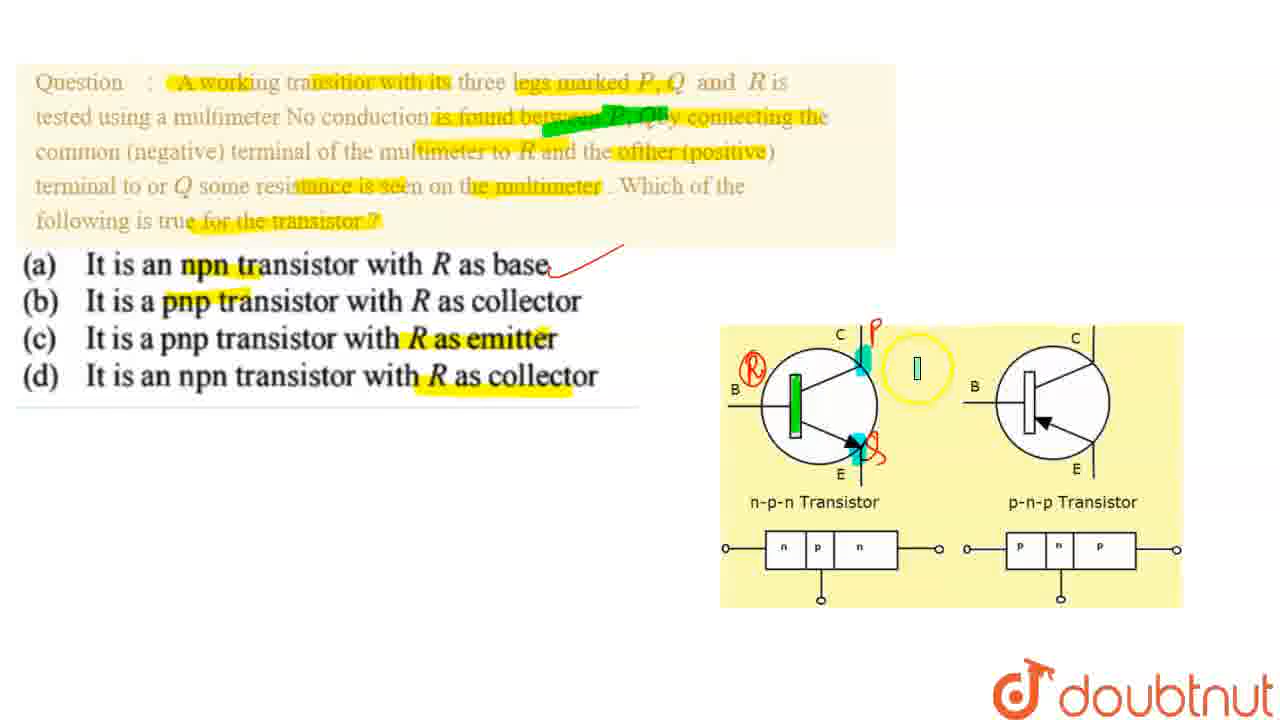 Question : A working transitior with its three legs marked P, Q and R is
tested using a multimeter No conduction is found between P, Q by connecting the
common (negative) terminal of the multimeter to R and the ofther (positive)
terminal to or Q some resistance is seen on the multimeter . Which of the
following is true for the transistor ?
(a) It is an npn transistor with R as base
(b) It is a pnp transistor with R as collector
(c) It is a pnp transistor with R as emitter
(d) It is an npn transistor with R as collector
C P C
R
B B
E E
n-p-n Transistor p-n-p Transistor
n p n p n p
doubtnut